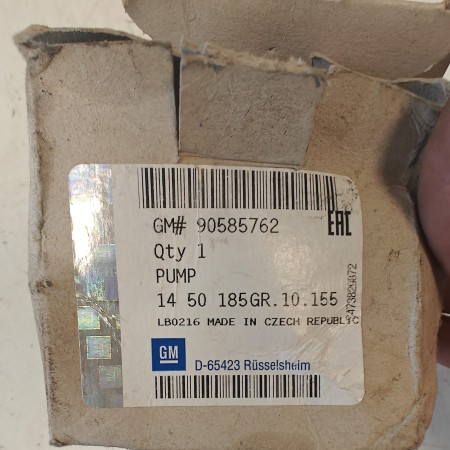 GM# 90585762
EAC
Qty 1
PUMP
14 50 185GR.10.155
LB0216 MADE IN CZECH REPUBLIC
GM
D-65423 Rüsselsheim